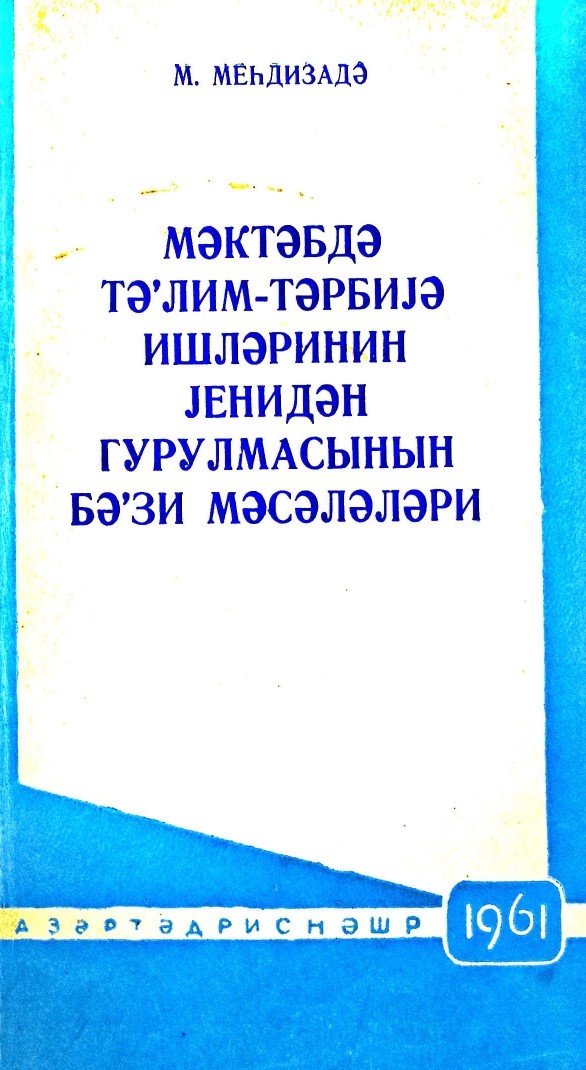 М. МЕҺДИЗАДӘ
МӘКТӘБДӘ
ТӘ’ЛИМ-ТӘРБИЈӘ
ИШЛӘРИНИН
ЈЕНИДӘН
ГУРУЛМАСЫНЫН
БӘ’ЗИ МӘСӘЛӘЛӘРИ
АЗӘРТӘДРИСНӘШР
1961